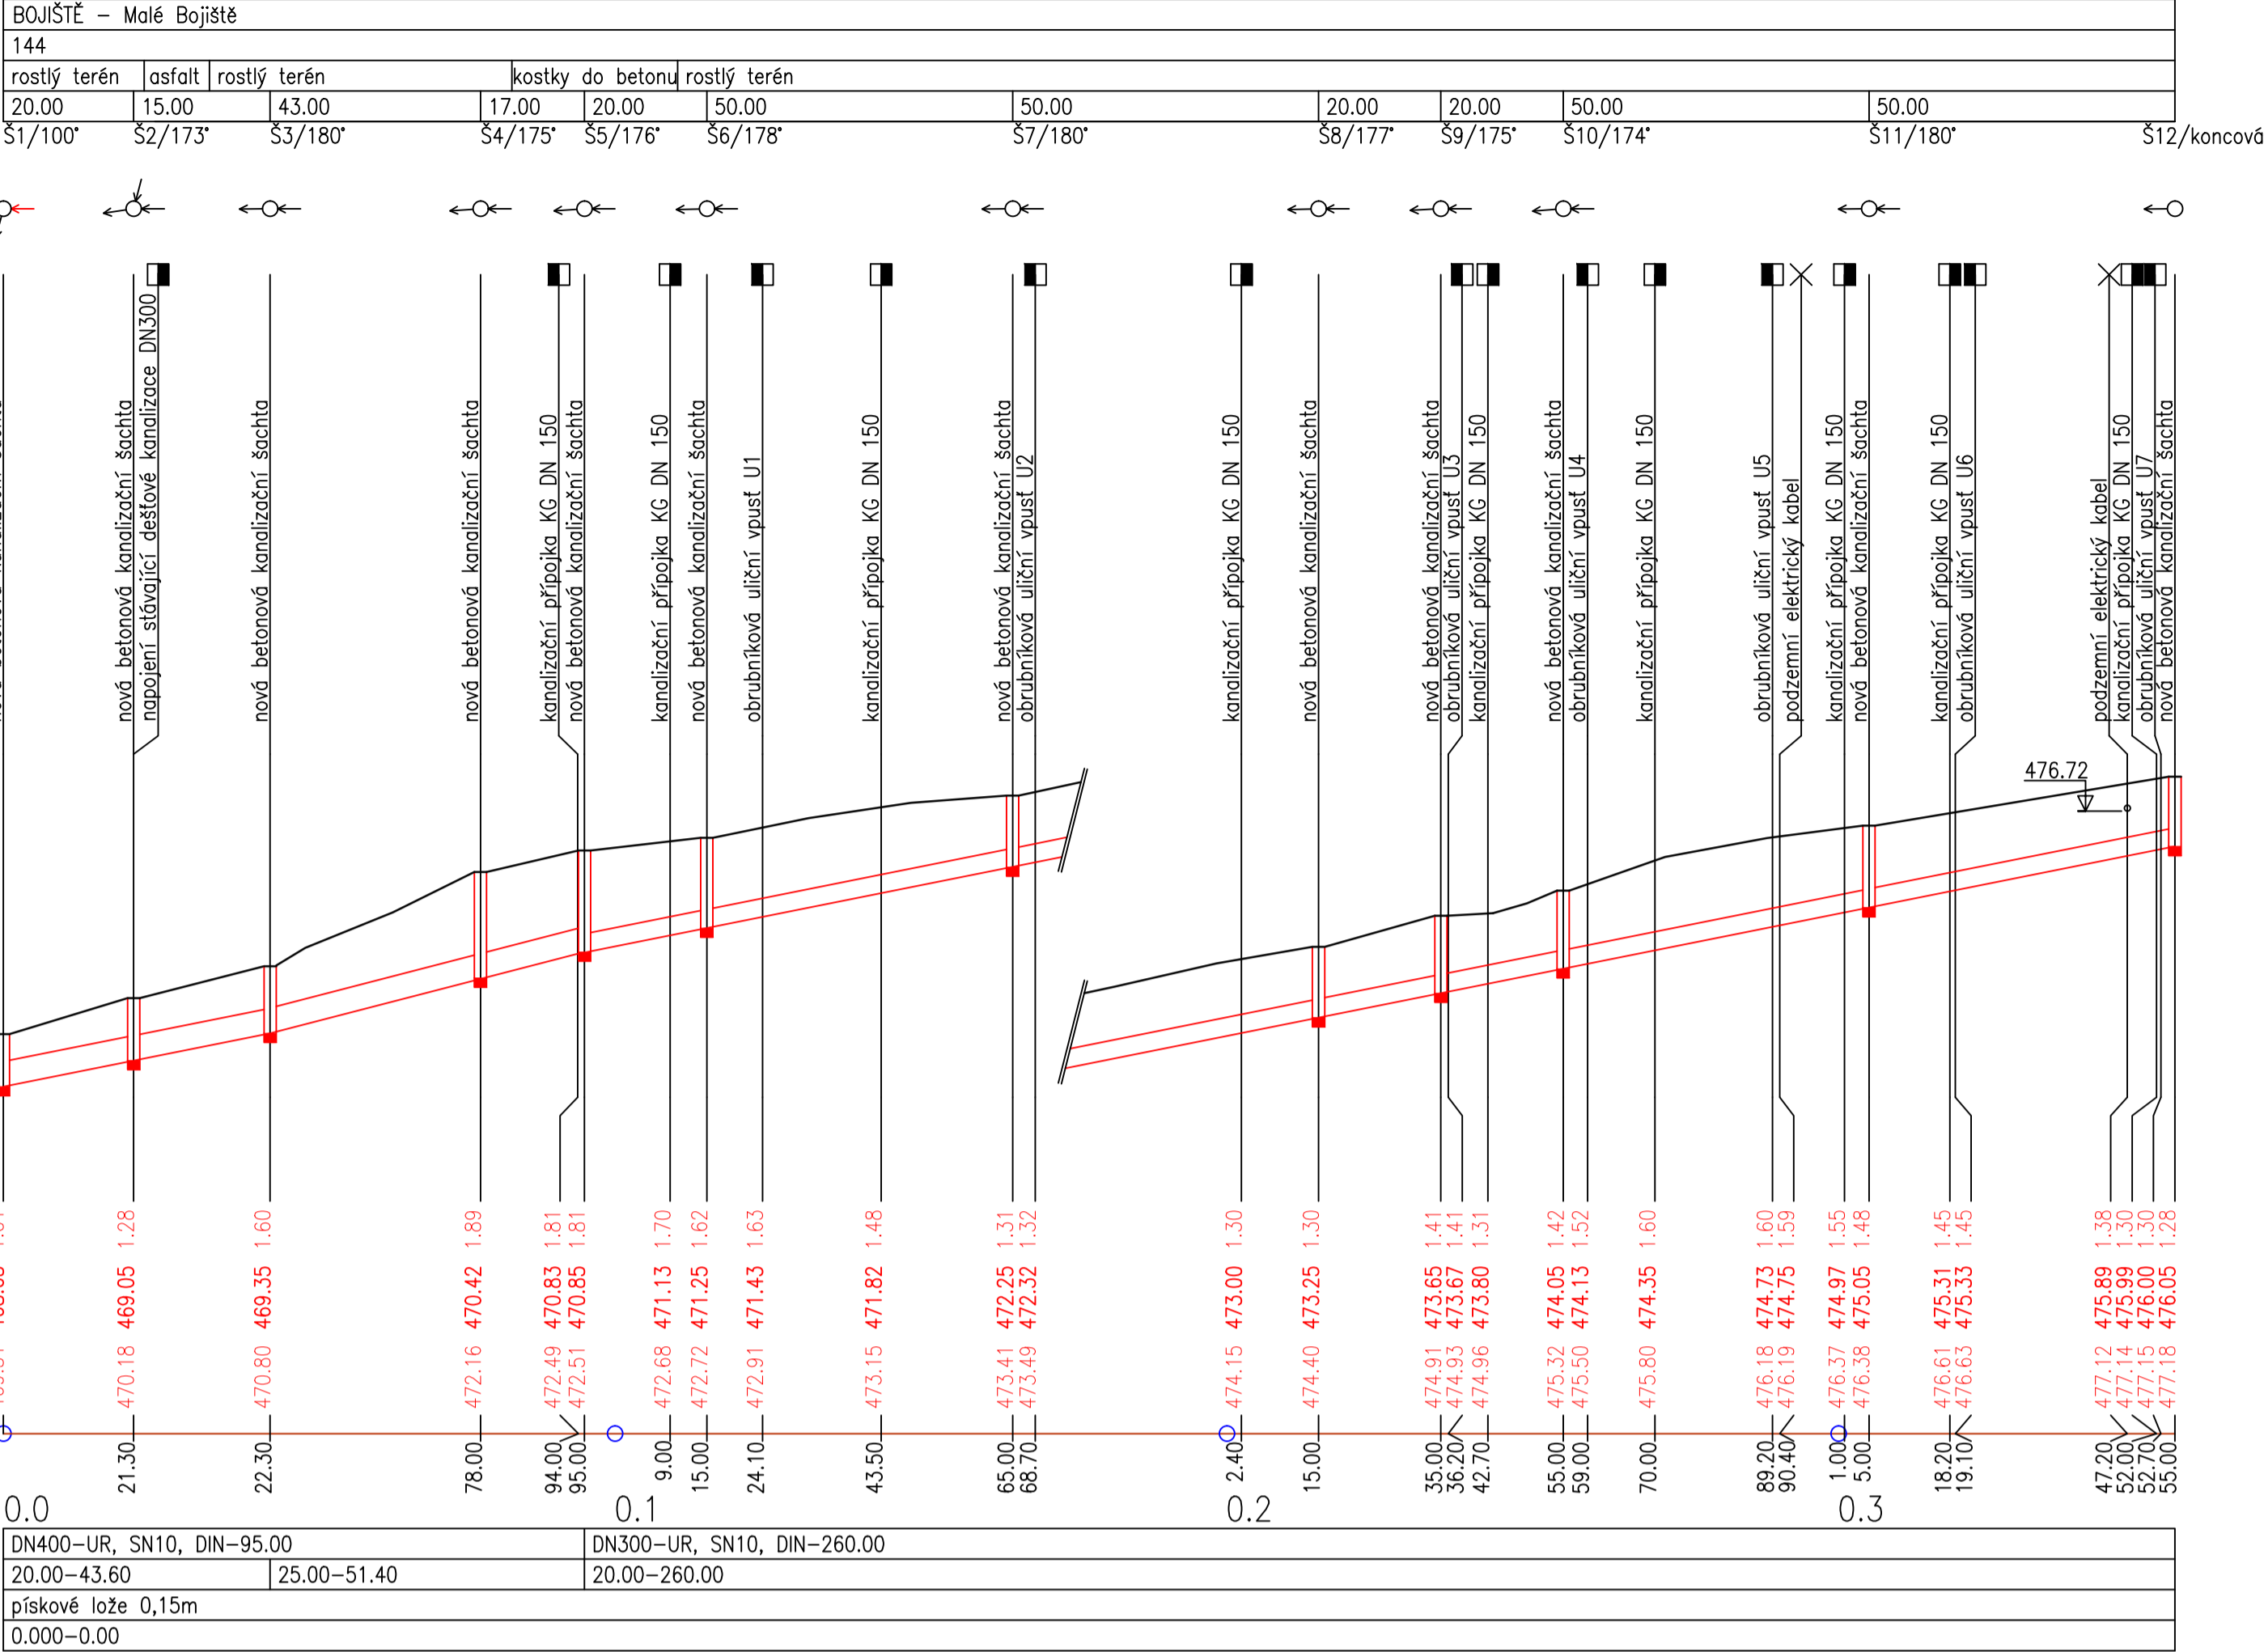 BOJIŠTĚ - Malé Bojiště
144
rostlý terén asfalt rostlý terén kostky do betonu rostlý terén
20.00 15.00 43.00 17.00 20.00 50.00 50.00 20.00 20.00 50.00 50.00
Š1/100° Š2/173° Š3/180° Š4/175° Š5/176° Š6/178° Š7/180° Š8/177° Š9/175° Š10/174° Š11/180° Š12/koncová
nová betonová kanalizační šachta
napojení stávající dešťové kanalizace DN300
nová betonová kanalizační šachta
nová betonová kanalizační šachta
kanalizační přípojka KG DN 150
nová betonová kanalizační šachta
kanalizační přípojka KG DN 150
nová betonová kanalizační šachta
obrubníková uliční vpusť U1
kanalizační přípojka KG DN 150
nová betonová kanalizační šachta
obrubníková uliční vpusť U2
kanalizační přípojka KG DN 150
nová betonová kanalizační šachta
nová betonová kanalizační šachta
obrubníková uliční vpusť U3
kanalizační přípojka KG DN 150
nová betonová kanalizační šachta
obrubníková uliční vpusť U4
kanalizační přípojka KG DN 150
obrubníková uliční vpusť U5
podzemní elektrický kabel
kanalizační přípojka KG DN 150
nová betonová kanalizační šachta
kanalizační přípojka KG DN 150
obrubníková uliční vpusť U6
podzemní elektrický kabel
kanalizační přípojka KG DN 150
obrubníková uliční vpusť U7
nová betonová kanalizační šachta
476.72
1.28 1.60 1.89 1.81 1.81 1.70 1.62 1.63 1.48 1.31 1.32 1.30 1.30 1.41 1.41 1.31 1.42 1.52 1.60 1.60 1.59 1.55 1.48 1.45 1.45 1.38 1.30 1.30 1.28
469.05 469.35 470.42 470.83 470.85 471.13 471.25 471.43 471.82 472.25 472.32 473.00 473.25 473.65 473.67 473.80 474.05 474.13 474.35 474.73 474.75 474.97 475.05 475.31 475.33 475.89 475.99 476.00 476.05
470.18 470.80 472.16 472.49 472.51 472.68 472.72 472.91 473.15 473.41 473.49 474.15 474.40 474.91 474.93 474.96 475.32 475.50 475.80 476.18 476.19 476.37 476.38 476.61 476.63 477.12 477.14 477.15 477.18
21.30 22.30 78.00 94.00 95.00 9.00 15.00 24.10 43.50 65.00 68.70 2.40 15.00 35.00 36.20 42.70 55.00 59.00 70.00 89.20 90.40 1.00 5.00 18.20 19.10 47.20 52.00 52.70 55.00
0.0 0.1 0.2 0.3
DN400-UR, SN10, DIN-95.00 DN300-UR, SN10, DIN-260.00
20.00-43.60 25.00-51.40 20.00-260.00
pískové lože 0,15m
0.000-0.00